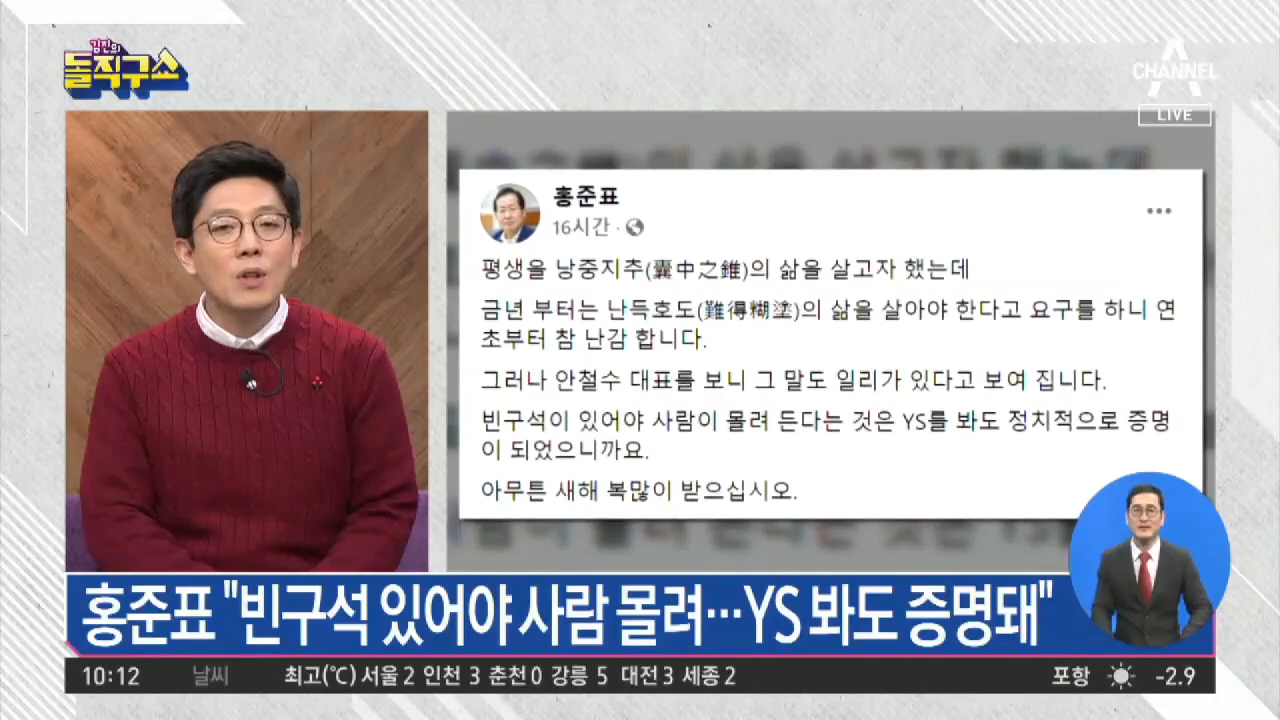 김진의
돌직구쇼
CHANNEL A
LIVE
홍준표
16시간 ·
평생을 낭중지추(囊中之錐)의 삶을 살고자 했는데
금년 부터는 난득호도(難得糊塗)의 삶을 살아야 한다고 요구를 하니 연
초부터 참 난감 합니다.
그러나 안철수 대표를 보니 그 말도 일리가 있다고 보여 집니다.
빈구석이 있어야 사람이 몰려 든다는 것은 YS를 봐도 정치적으로 증명
이 되었으니까요.
아무튼 새해 복많이 받으십시오.
홍준표 "빈구석 있어야 사람 몰려…YS 봐도 증명돼"
10:12 날씨 최고(℃) 서울 2 인천 3 춘천 0 강릉 5 대전 3 세종 2 포항 -2.9